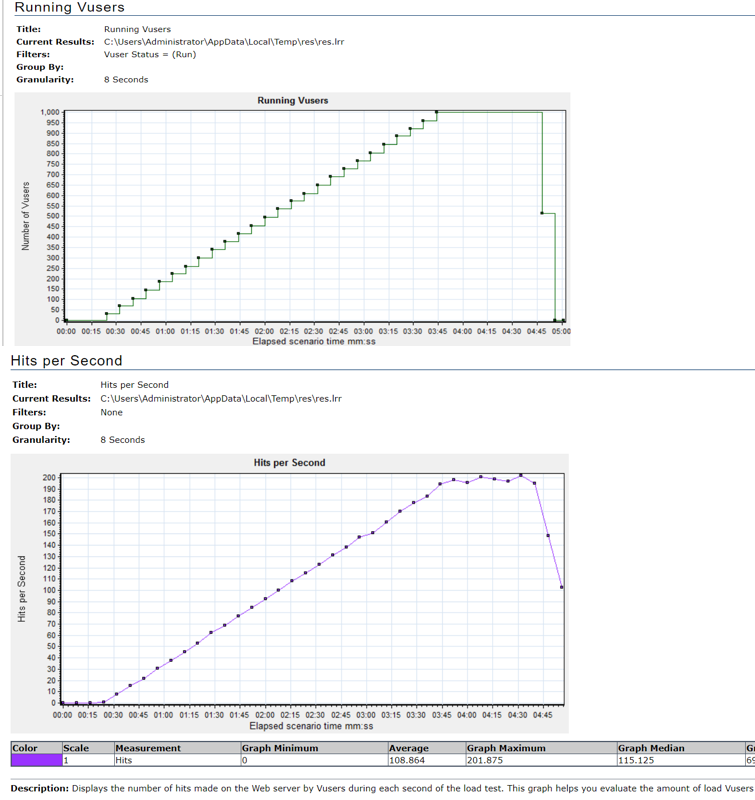 Running Vusers
Title: Running Vusers
Current Results: C:\Users\Administrator\AppData\Local\Temp\res\res.lrr
Filters: Vuser Status = (Run)
Group By:
Granularity: 8 Seconds
Running Vusers
1,000
950
900
850
800
750
700
650
600
550
500
450
400
350
300
250
200
150
100
50
0
Number of Vusers
00:00 00:15 00:30 00:45 01:00 01:15 01:30 01:45 02:00 02:15 02:30 02:45 03:00 03:15 03:30 03:45 04:00 04:15 04:30 04:45 05:00
Elapsed scenario time mm:ss
Hits per Second
Title: Hits per Second
Current Results: C:\Users\Administrator\AppData\Local\Temp\res\res.lrr
Filters: None
Group By:
Granularity: 8 Seconds
Hits per Second
200
190
180
170
160
150
140
130
120
110
100
90
80
70
60
50
40
30
20
10
0
Hits per Second
00:00 00:15 00:30 00:45 01:00 01:15 01:30 01:45 02:00 02:15 02:30 02:45 03:00 03:15 03:30 03:45 04:00 04:15 04:30 04:45
Elapsed scenario time mm:ss
Color Scale Measurement Graph Minimum Average Graph Maximum Graph Median G
1 Hits 0 108.864 201.875 115.125 69
Description: Displays the number of hits made on the Web server by Vusers during each second of the load test. This graph helps you evaluate the amount of load Vusers